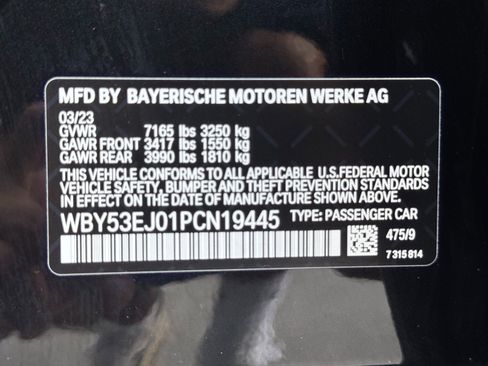 MFD BY BAYERISCHE MOTOREN WERKE AG
03/23
GVWR 7165 lbs 3250 kg
GAWR FRONT 3417 lbs 1550 kg
GAWR REAR 3990 lbs 1810 kg
THIS VEHICLE CONFORMS TO ALL APPLICABLE U.S.FEDERAL MOTOR
VEHICLE SAFETY, BUMPER AND THEFT PREVENTION STANDARDS
IN EFFECT ON THE DATE OF MANUFACTURE SHOWN ABOVE.
WBY53EJ01PCN19445 TYPE: PASSENGER CAR
475/9
7 315 814